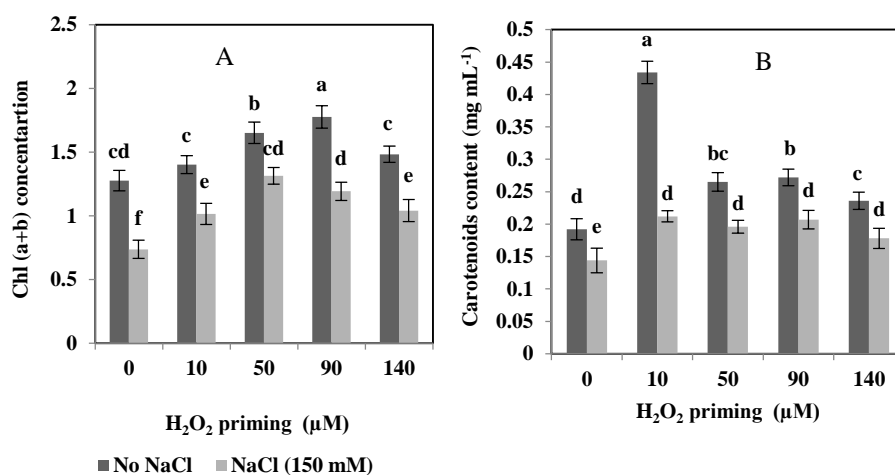 A
Chl (a+b) concentartion
2.5
2
1.5
1
0.5
0
cd
f
c
e
b
cd
a
d
c
e
0 10 50 90 140
H₂O₂ priming (µM)
No NaCl NaCl (150 mM)
B
Carotenoids content (mg mL⁻¹)
0.5
0.45
0.4
0.35
0.3
0.25
0.2
0.15
0.1
0.05
0
d
e
a
d
bc
d
b
d
c
d
0 10 50 90 140
H₂O₂ priming (µM)